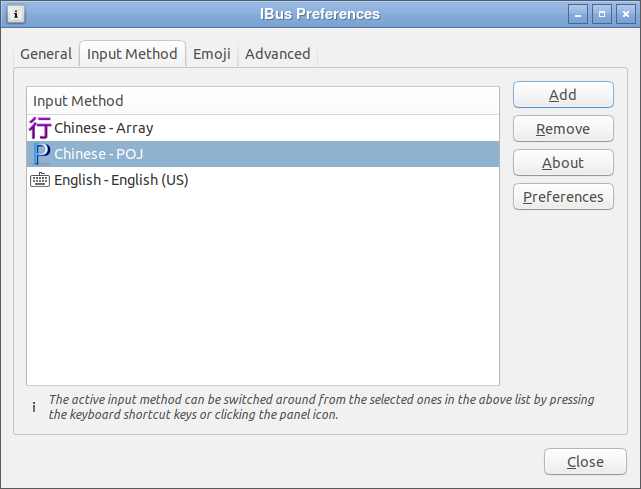 IBus Preferences
General Input Method Emoji Advanced
Input Method
行 Chinese - Array
P Chinese - POJ
English - English (US)
Add
Remove
About
Preferences
The active input method can be switched around from the selected ones in the above list by pressing
the keyboard shortcut keys or clicking the panel icon.
Close